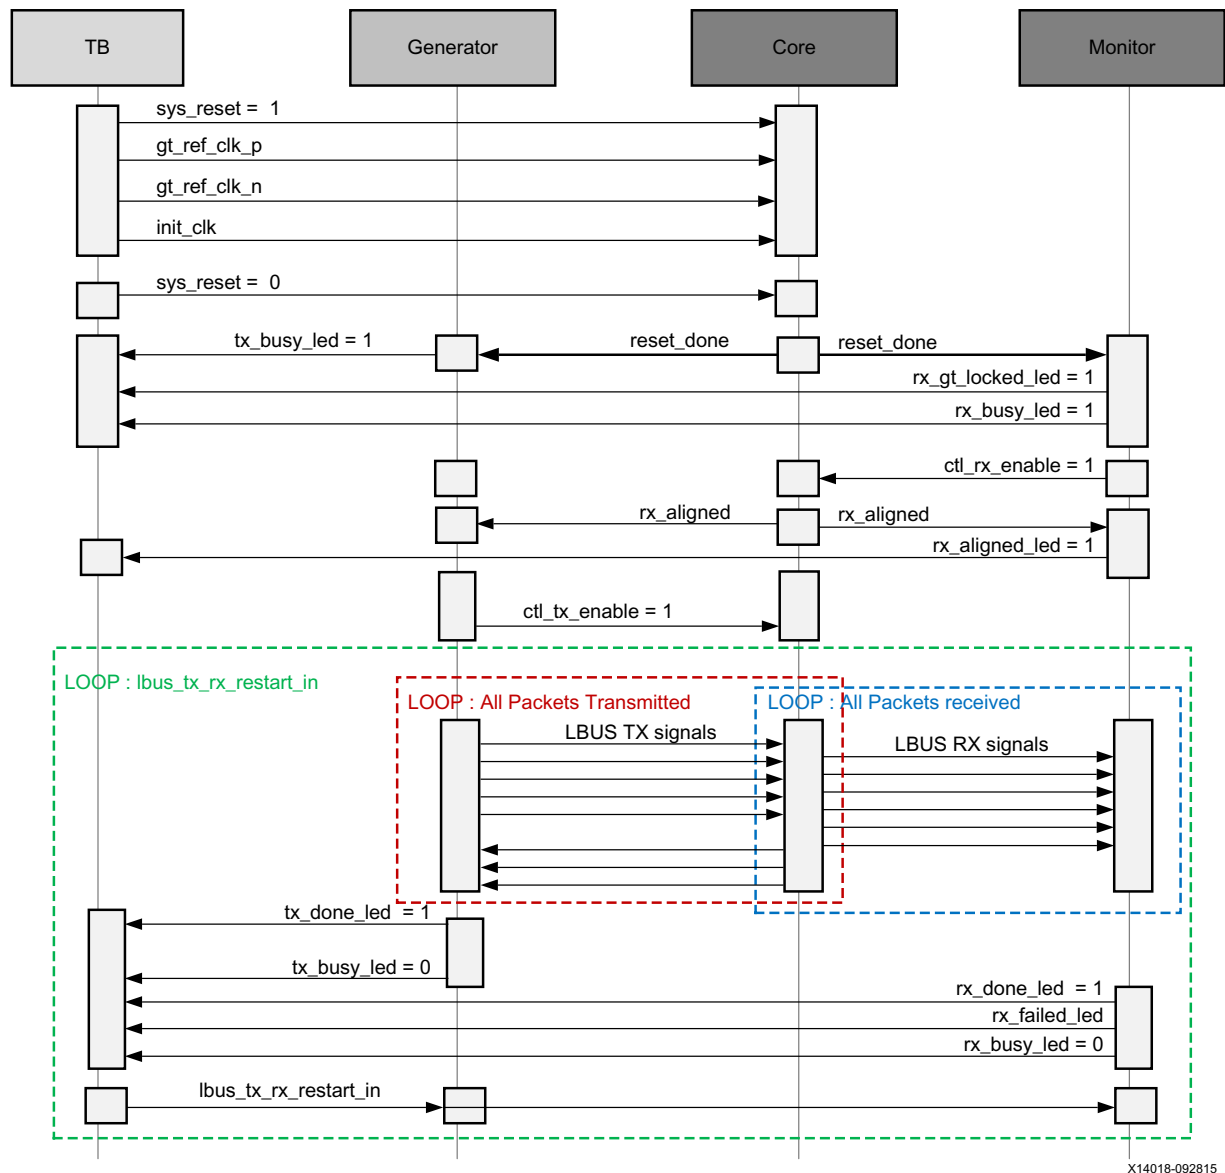 TB
Generator
Core
Monitor
sys_reset = 1
gt_ref_clk_p
gt_ref_clk_n
init_clk
sys_reset = 0
tx_busy_led = 1
reset_done
reset_done
rx_gt_locked_led = 1
rx_busy_led = 1
ctl_rx_enable = 1
rx_aligned
rx_aligned
rx_aligned_led = 1
ctl_tx_enable = 1
LOOP : lbus_tx_rx_restart_in
LOOP : All Packets Transmitted
LOOP : All Packets received
LBUS TX signals
LBUS RX signals
tx_done_led = 1
tx_busy_led = 0
rx_done_led = 1
rx_failed_led
rx_busy_led = 0
lbus_tx_rx_restart_in
X14018-092815